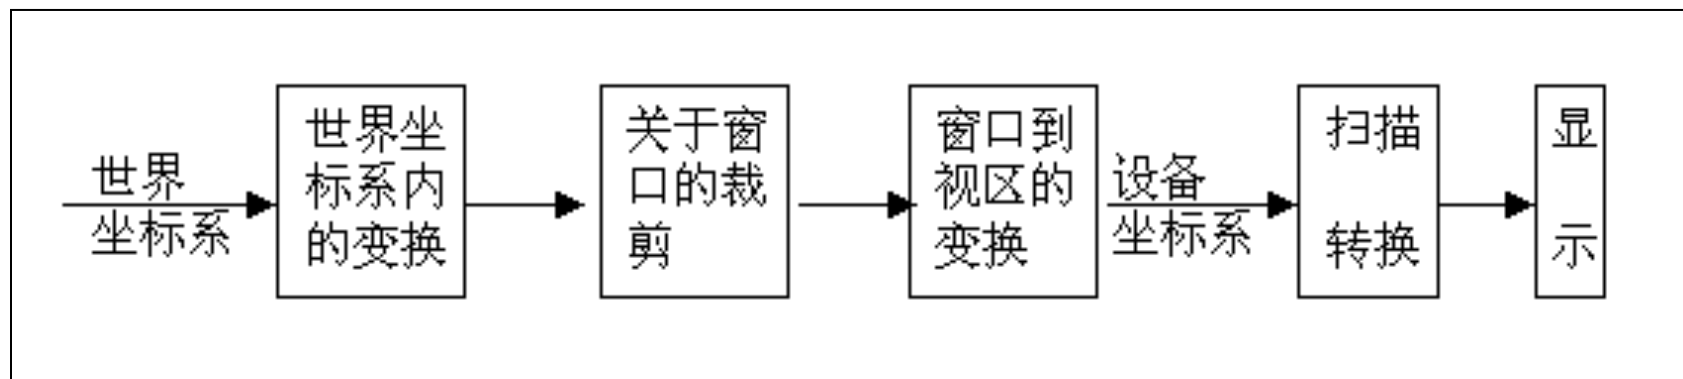 世界
坐标系
世界坐
标系内
的变换
关于窗
口的裁
剪
窗口到
视区的
变换
设备
坐标系
扫描
转换
显
示